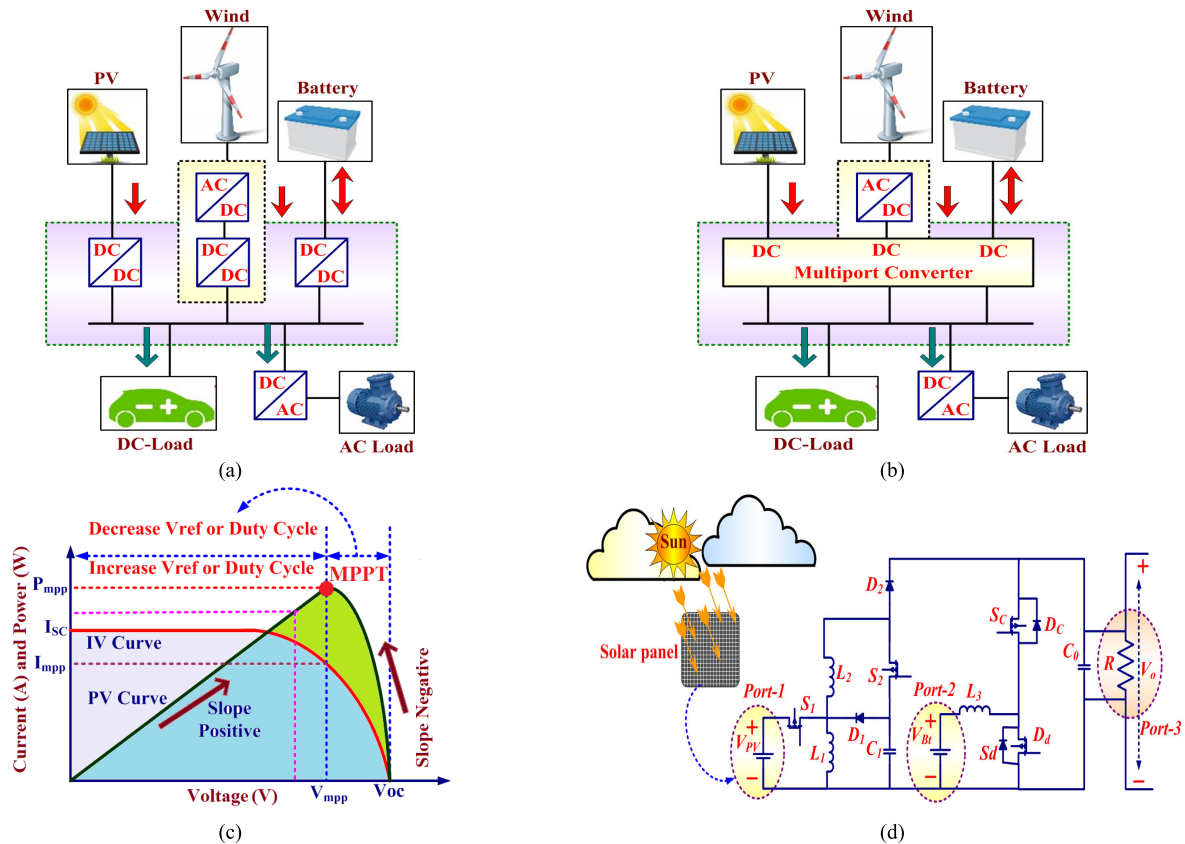 Wind
PV
Battery
AC
DC
DC
DC
DC
DC
DC
DC
DC
AC
DC-Load
AC Load
(a)
Wind
PV
Battery
AC
DC
DC
DC
DC
Multiport Converter
DC
AC
DC-Load
AC Load
(b)
Decrease Vref or Duty Cycle
Increase Vref or Duty Cycle
MPPT
Current (A) and Power (W)
Pmpp
ISC
Impp
IV Curve
PV Curve
Slope
Positive
Slope Negative
Voltage (V)
Vmpp
Voc
(c)
Sun
Solar panel
Port-1
+
VPV
−
S1
L1
L2
D1
C1
D2
S2
Port-2
+
VBt
−
L3
SC
DC
Sd
Dd
C0
R
+
Vo
−
Port-3
(d)